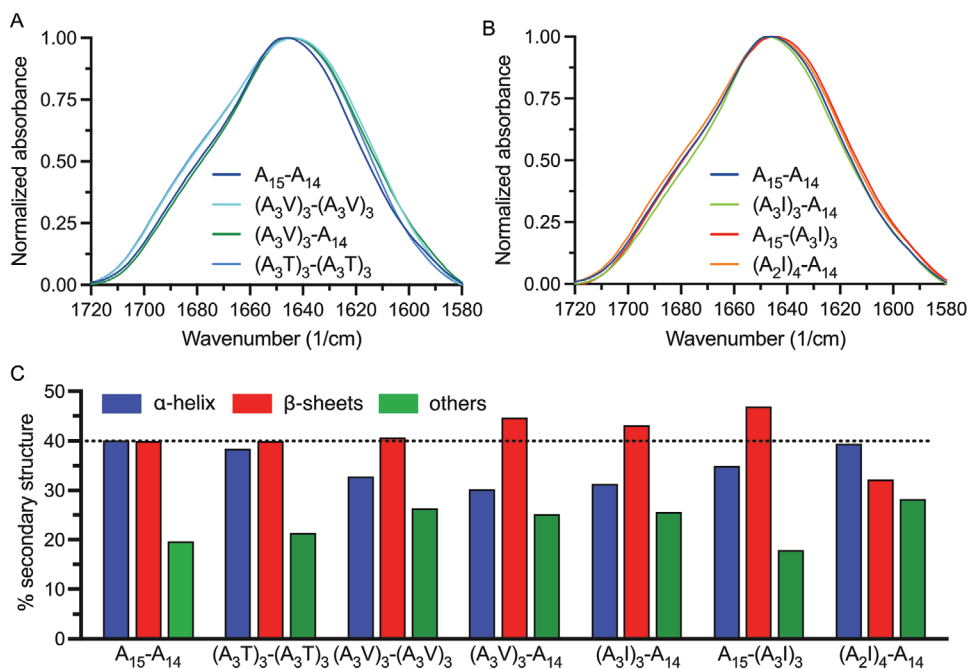 A
1.00
0.75
0.50
0.25
0.00
Normalized absorbance
A₁₅–A₁₄
(A₃V)₃–(A₃V)₃
(A₃V)₃–A₁₄
(A₃T)₃–(A₃T)₃
1720 1700 1680 1660 1640 1620 1600 1580
Wavenumber (1/cm)
B
1.00
0.75
0.50
0.25
0.00
Normalized absorbance
A₁₅–A₁₄
(A₃I)₃–A₁₄
A₁₅–(A₃I)₃
(A₂I)₄–A₁₄
1720 1700 1680 1660 1640 1620 1600 1580
Wavenumber (1/cm)
C
α-helix β-sheets others
50
40
30
20
10
0
% secondary structure
A₁₅–A₁₄ (A₃T)₃–(A₃T)₃ (A₃V)₃–(A₃V)₃ (A₃V)₃–A₁₄ (A₃I)₃–A₁₄ A₁₅–(A₃I)₃ (A₂I)₄–A₁₄